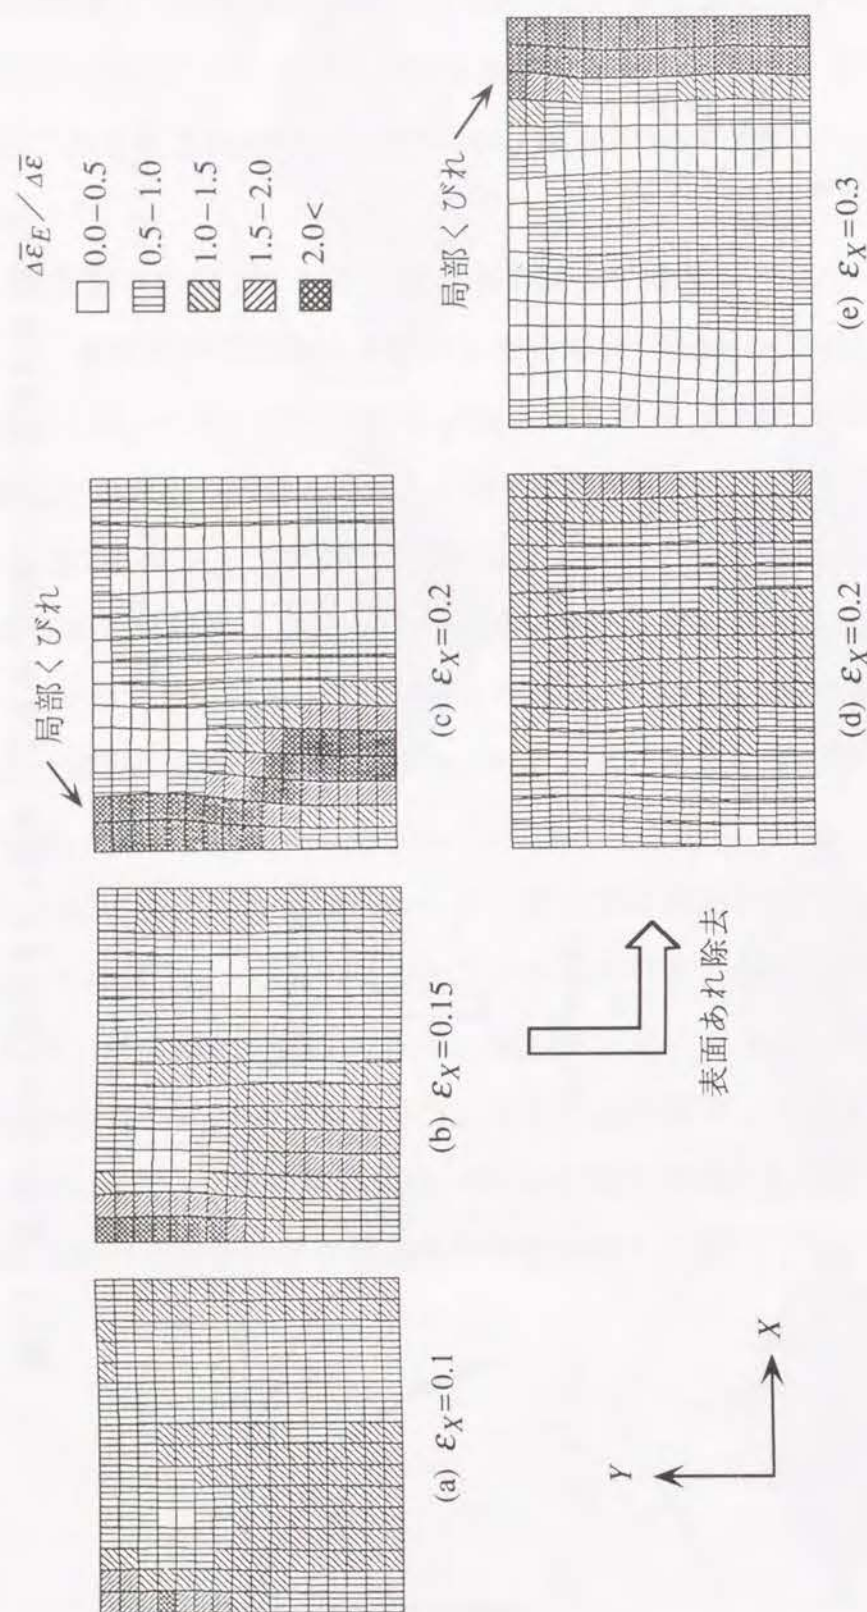 Δε̄_E / Δε̄
0.0−0.5
0.5−1.0
1.0−1.5
1.5−2.0
2.0<
局部くびれ
(a) ε_X=0.1
(b) ε_X=0.15
(c) ε_X=0.2
表面あれ除去
局部くびれ
(d) ε_X=0.2
(e) ε_X=0.3
Y
X